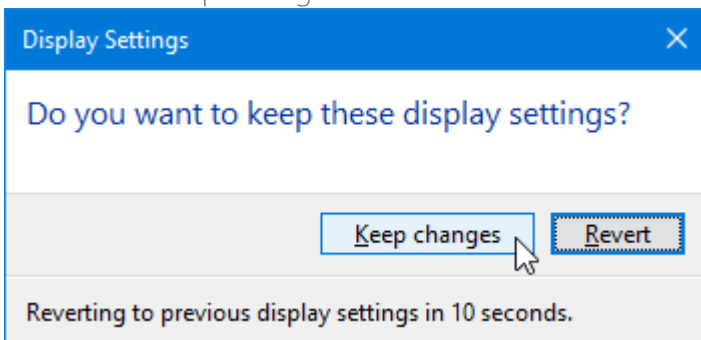 Display Settings
Do you want to keep these display settings?
Keep changes Revert
Reverting to previous display settings in 10 seconds.